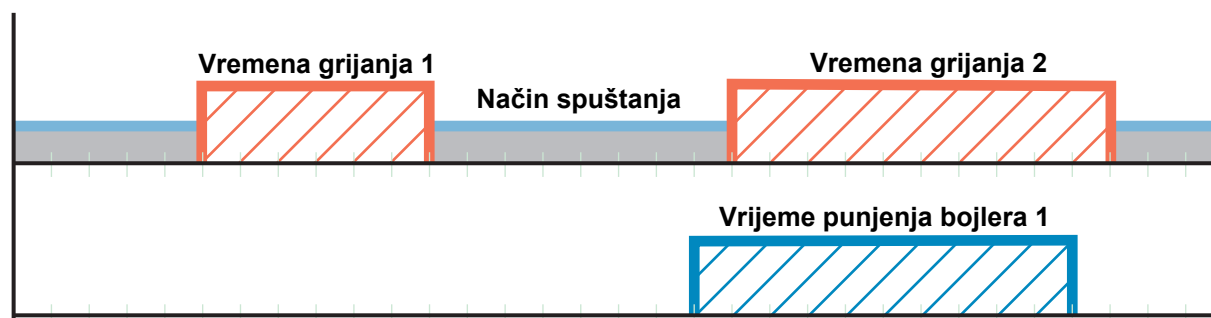 Vremena grijanja 1
Vremena grijanja 2
Način spuštanja
Vrijeme punjenja bojlera 1